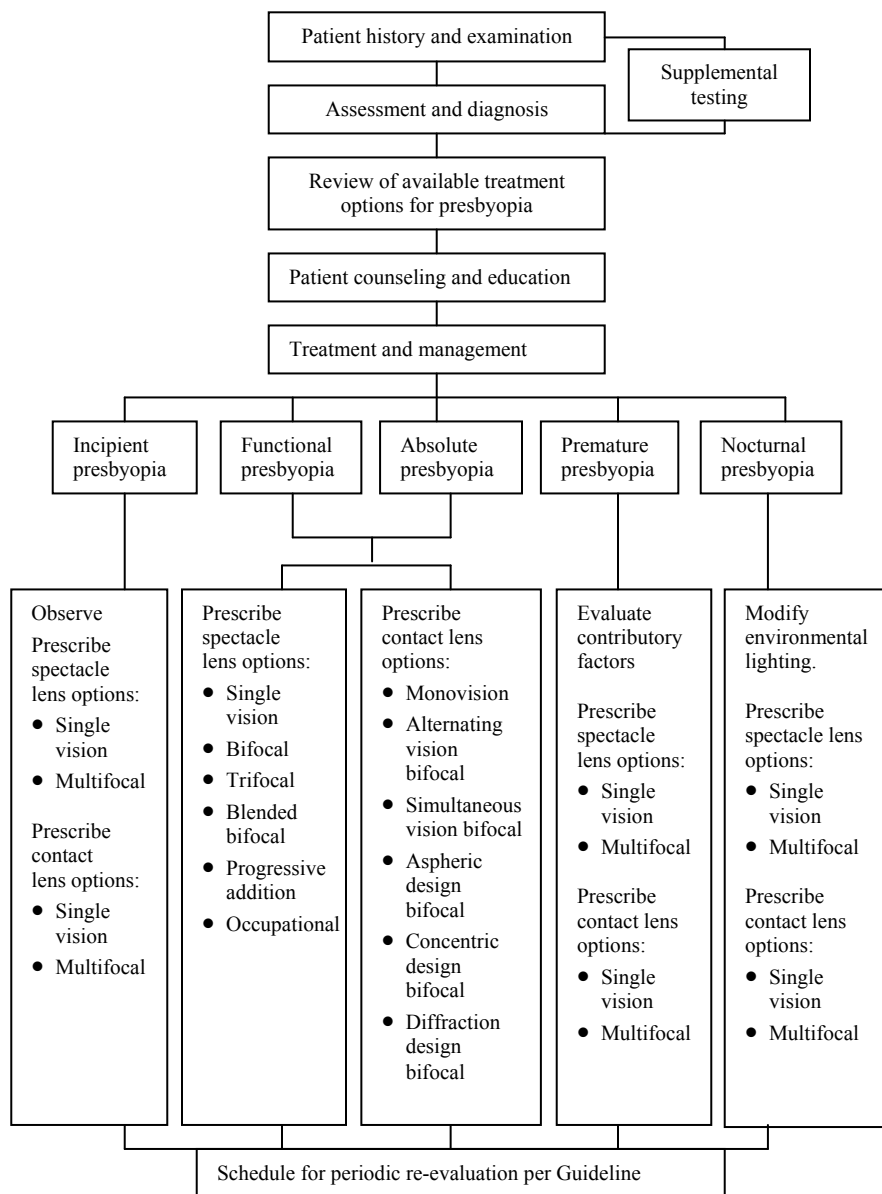 Patient history and examination
Supplemental
testing
Assessment and diagnosis
Review of available treatment
options for presbyopia
Patient counseling and education
Treatment and management
Incipient
presbyopia
Functional
presbyopia
Absolute
presbyopia
Premature
presbyopia
Nocturnal
presbyopia
Observe
Prescribe
spectacle
lens options:
• Single
vision
• Multifocal
Prescribe
contact
lens options:
• Single
vision
• Multifocal
Prescribe
spectacle
lens options:
• Single
vision
• Bifocal
• Trifocal
• Blended
bifocal
• Progressive
addition
• Occupational
Prescribe
contact lens
options:
• Monovision
• Alternating
vision
bifocal
• Simultaneous
vision bifocal
• Aspheric
design
bifocal
• Concentric
design
bifocal
• Diffraction
design
bifocal
Evaluate
contributory
factors
Prescribe
spectacle
lens options:
• Single
vision
• Multifocal
Prescribe
contact lens
options:
• Single
vision
• Multifocal
Modify
environmental
lighting.
Prescribe
spectacle lens
options:
• Single
vision
• Multifocal
Prescribe
contact lens
options:
• Single
vision
• Multifocal
Schedule for periodic re-evaluation per Guideline